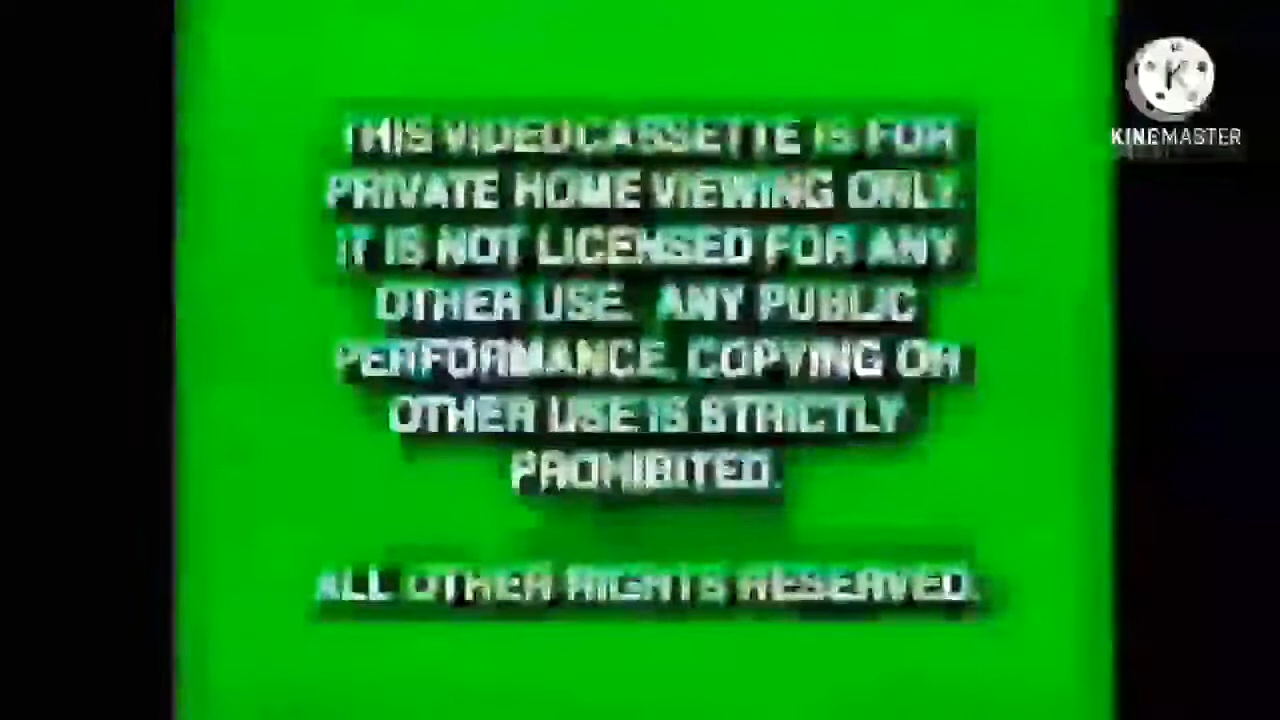 THIS VIDEOCASSETTE IS FOR
PRIVATE HOME VIEWING ONLY.
IT IS NOT LICENSED FOR ANY
OTHER USE. ANY PUBLIC
PERFORMANCE, COPYING OR
OTHER USE IS STRICTLY
PROHIBITED.
ALL OTHER RIGHTS RESERVED.
K
KINEMASTER